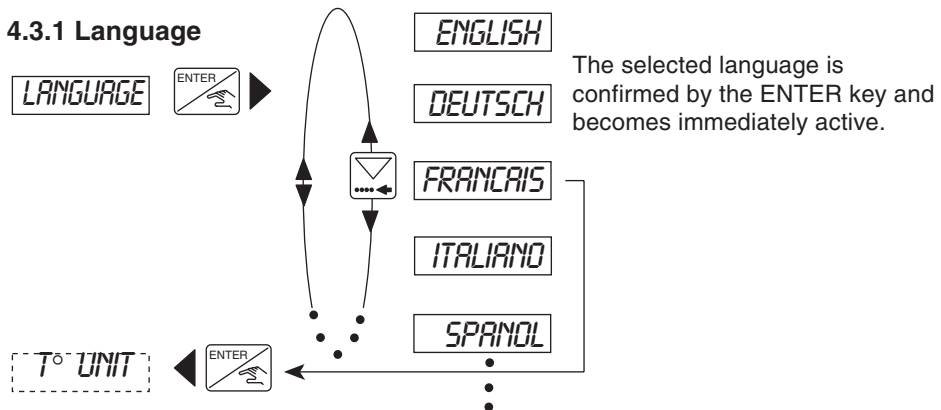 4.3.1 Language
LANGUAGE
ENTER
ENGLISH
DEUTSCH
FRANCAIS
ITALIANO
SPANOL
The selected language is
confirmed by the ENTER key and
becomes immediately active.
T° UNIT
ENTER